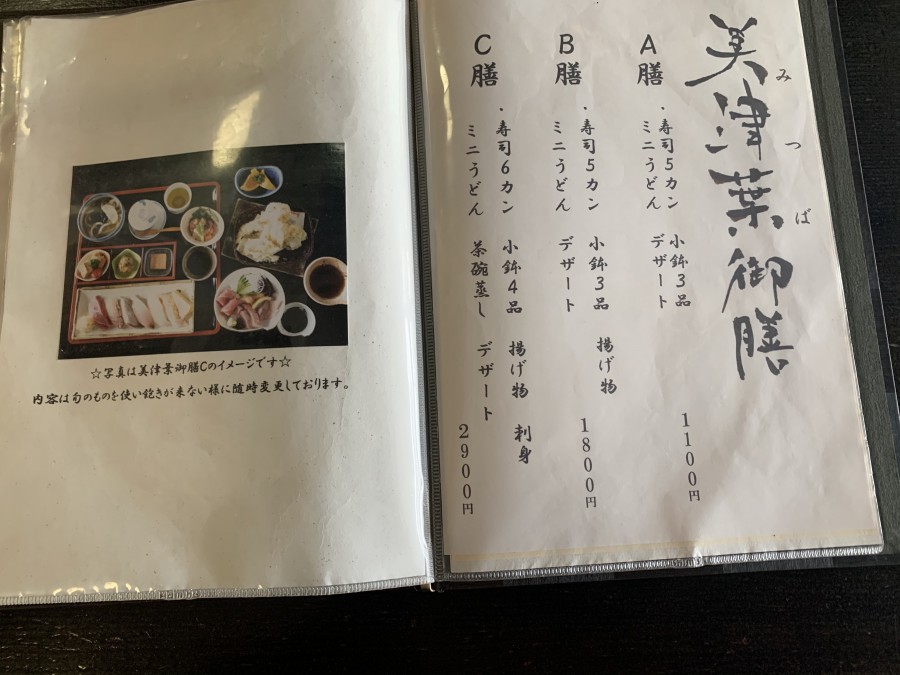 美津葉御膳
みつば
A膳
・寿司5カン 小鉢3品
ミニうどん デザート
1100円
B膳
・寿司5カン 小鉢3品 揚げ物
ミニうどん デザート
1800円
C膳
・寿司6カン 小鉢4品 揚げ物 刺身
ミニうどん 茶碗蒸し デザート
2900円
☆写真は美津葉御膳Cのイメージです☆
内容は旬のものを使い飽きが来ない様に随時変更しております。